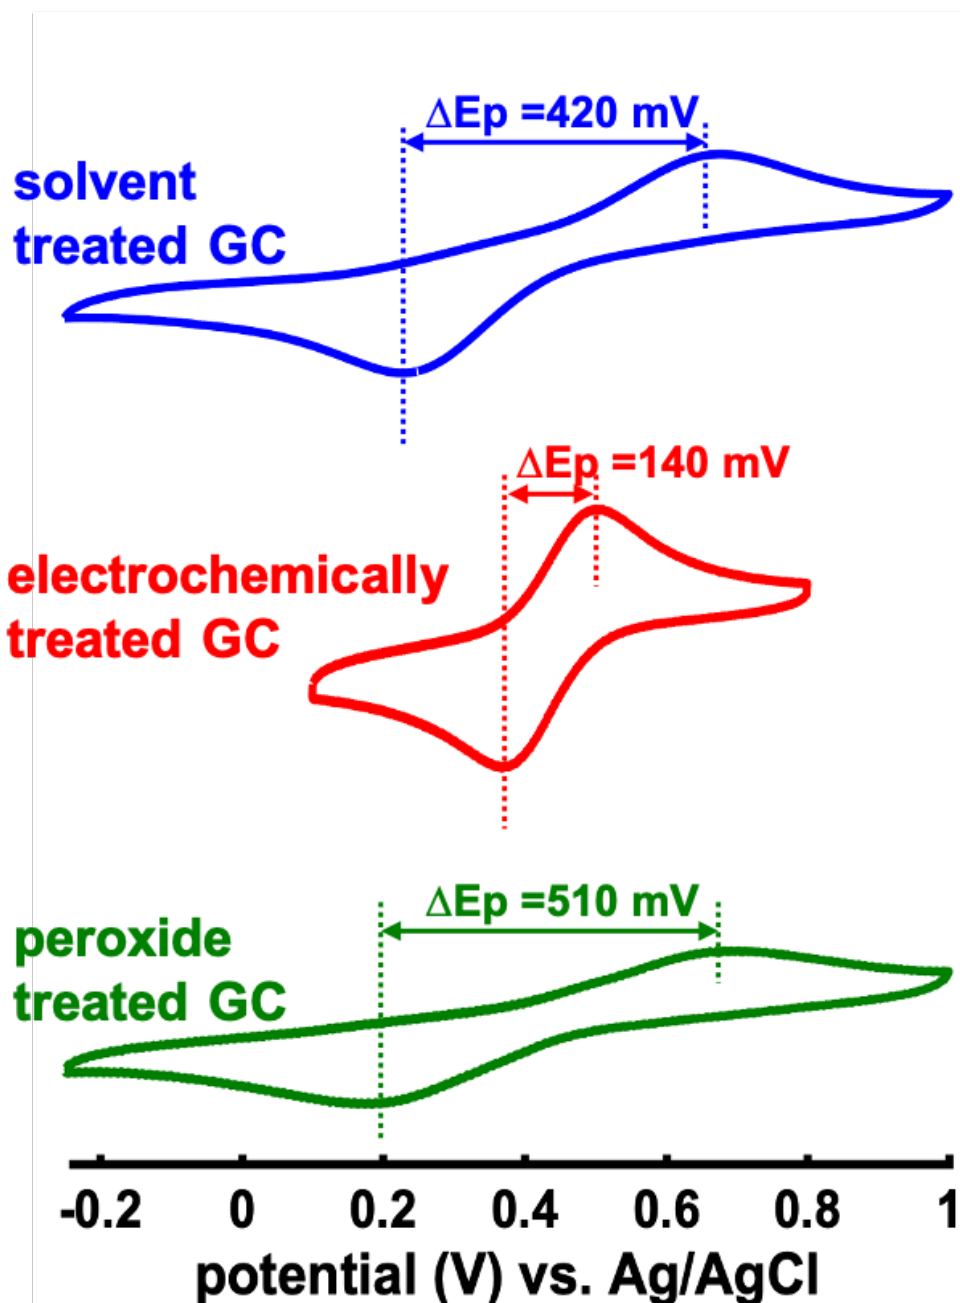 ΔEp =420 mV
solvent
treated GC
ΔEp =140 mV
electrochemically
treated GC
ΔEp =510 mV
peroxide
treated GC
-0.2 0 0.2 0.4 0.6 0.8 1
potential (V) vs. Ag/AgCl